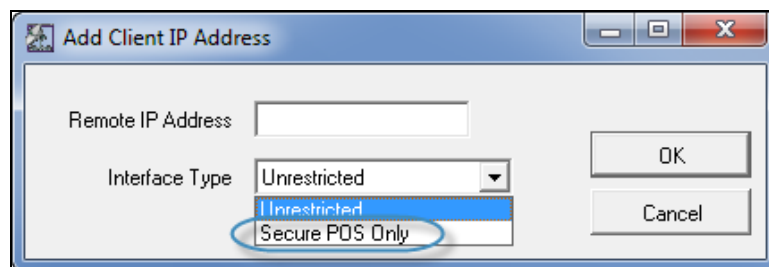 Add Client IP Address
Remote IP Address
Interface Type Unrestricted
Unrestricted
Secure POS Only
OK
Cancel